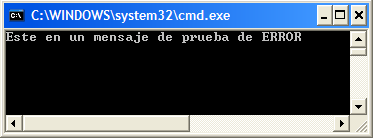 C:\WINDOWS\system32\cmd.exe
Este en un mensaje de prueba de ERROR